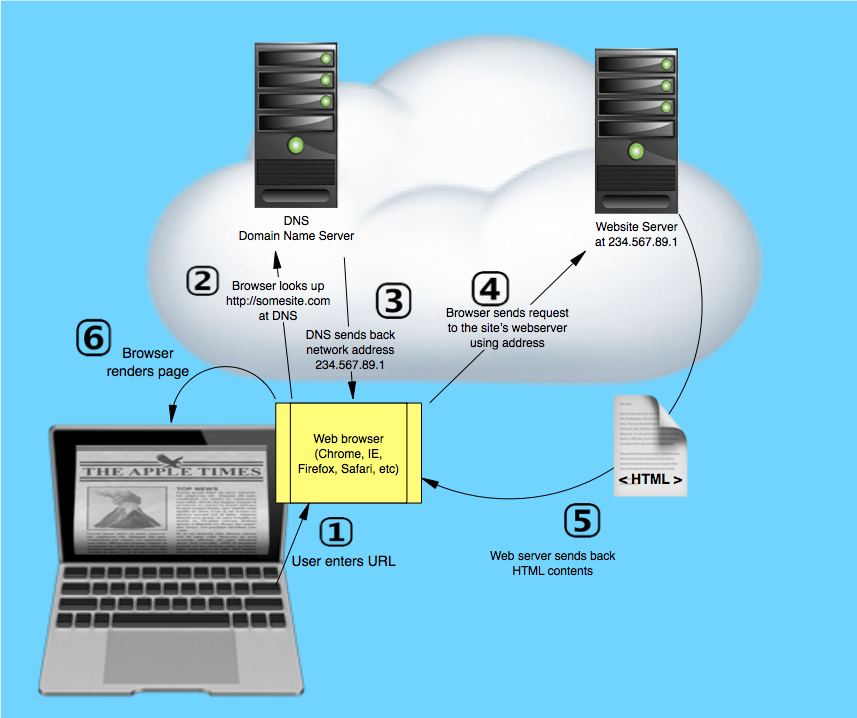 DNS
Domain Name Server
Website Server
at 234.567.89.1
2
Browser looks up
http://somesite.com
at DNS
3
DNS sends back
network address
234.567.89.1
4
Browser sends request
to the site's webserver
using address
6
Browser
renders page
Web browser
(Chrome, IE,
Firefox, Safari, etc)
THE APPLE TIMES
TOP NEWS
< HTML >
1
User enters URL
5
Web server sends back
HTML contents